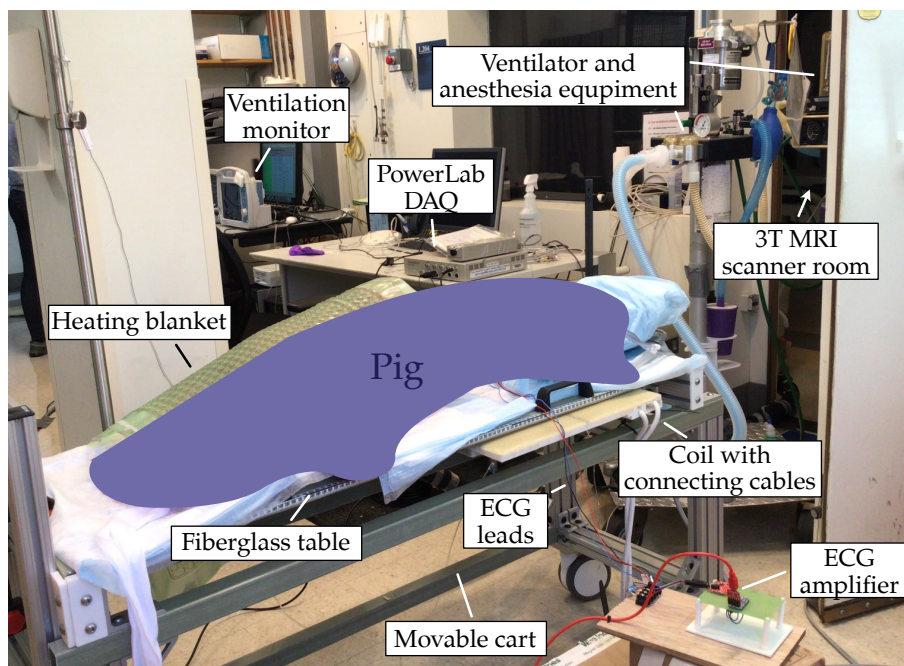 Ventilation
monitor
Ventilator and
anesthesia equpiment
PowerLab
DAQ
3T MRI
scanner room
Heating blanket
Pig
Coil with
connecting cables
ECG
leads
Fiberglass table
ECG
amplifier
Movable cart